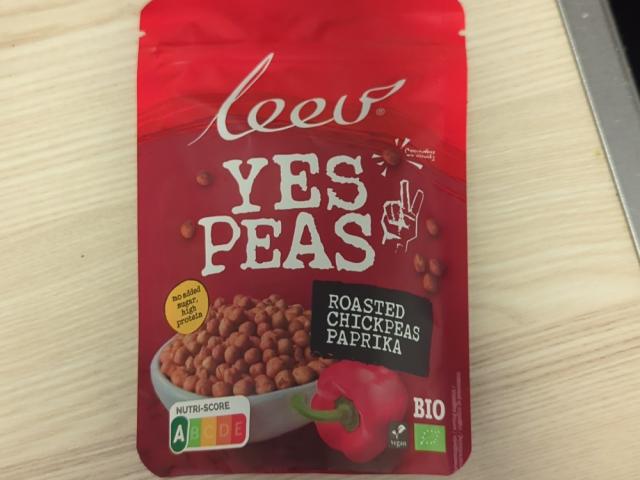 leev®
YES
PEAS
no added
sugar,
high
protein
ROASTED
CHICKPEAS
PAPRIKA
NUTRI-SCORE
A B C D E
vegan
BIO